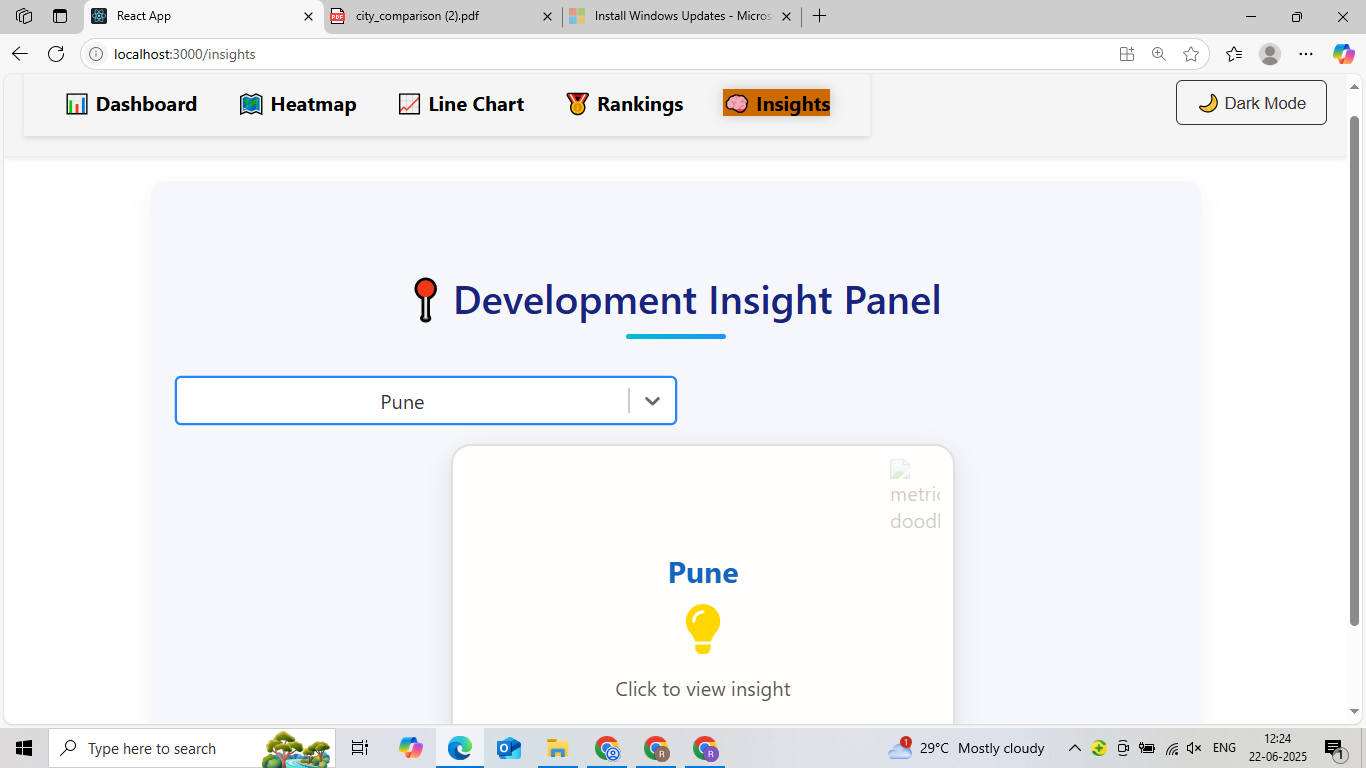 React App
city_comparison (2).pdf
Install Windows Updates - Micros
localhost:3000/insights
Dashboard
Heatmap
Line Chart
Rankings
Insights
Dark Mode
Development Insight Panel
Pune
metric
doodl
Pune
Click to view insight
Type here to search
1
29°C Mostly cloudy
ENG
12:24
22-06-2025
1